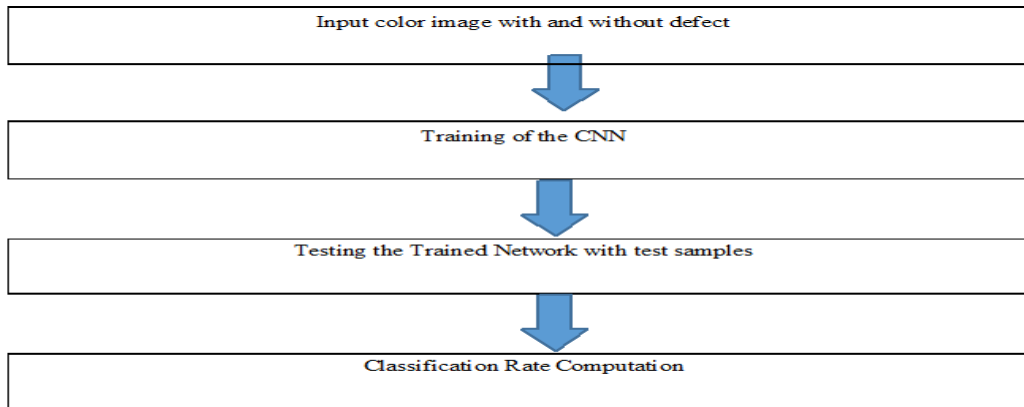 Input color image with and without defect
Training of the CNN
Testing the Trained Network with test samples
Classification Rate Computation